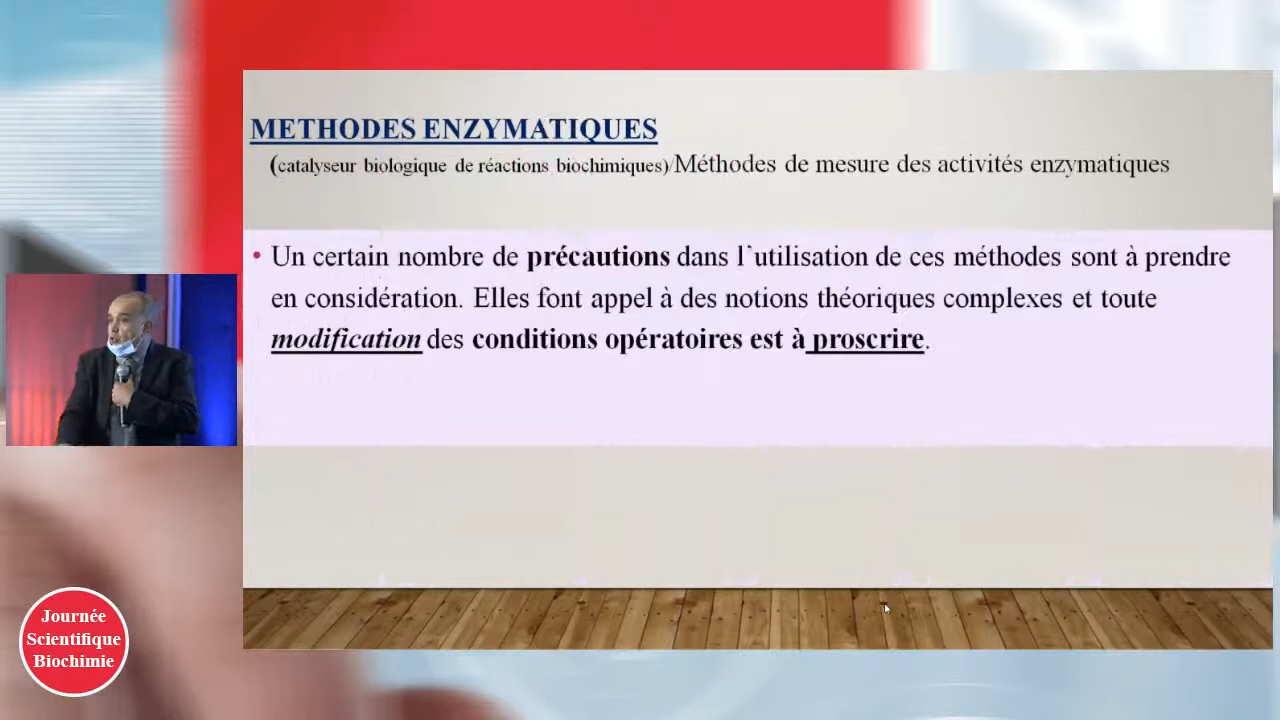 METHODES ENZYMATIQUES
(catalyseur biologique de réactions biochimiques)/Méthodes de mesure des activités enzymatiques
• Un certain nombre de précautions dans l`utilisation de ces méthodes sont à prendre
en considération. Elles font appel à des notions théoriques complexes et toute
modification des conditions opératoires est à proscrire.
Journée
Scientifique
Biochimie